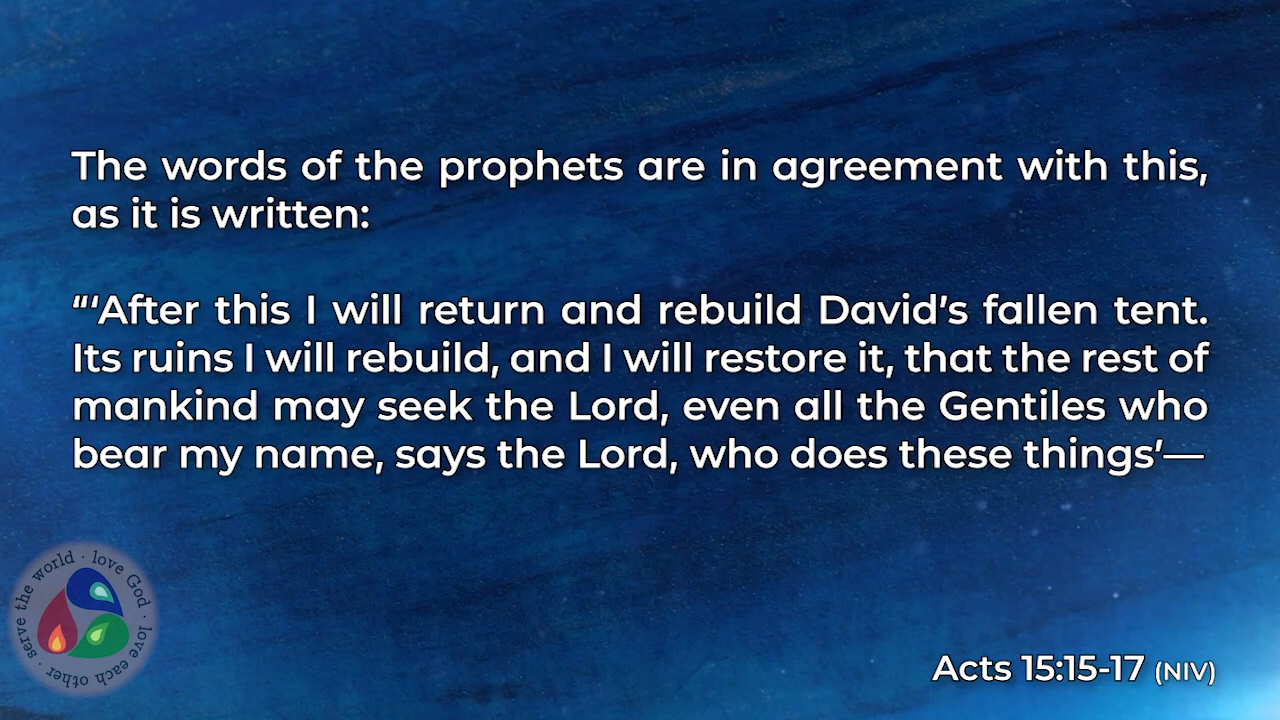 The words of the prophets are in agreement with this,
as it is written:
“‘After this I will return and rebuild David’s fallen tent.
Its ruins I will rebuild, and I will restore it, that the rest of
mankind may seek the Lord, even all the Gentiles who
bear my name, says the Lord, who does these things’—
serve the world · love God · love each other ·
Acts 15:15-17 (NIV)